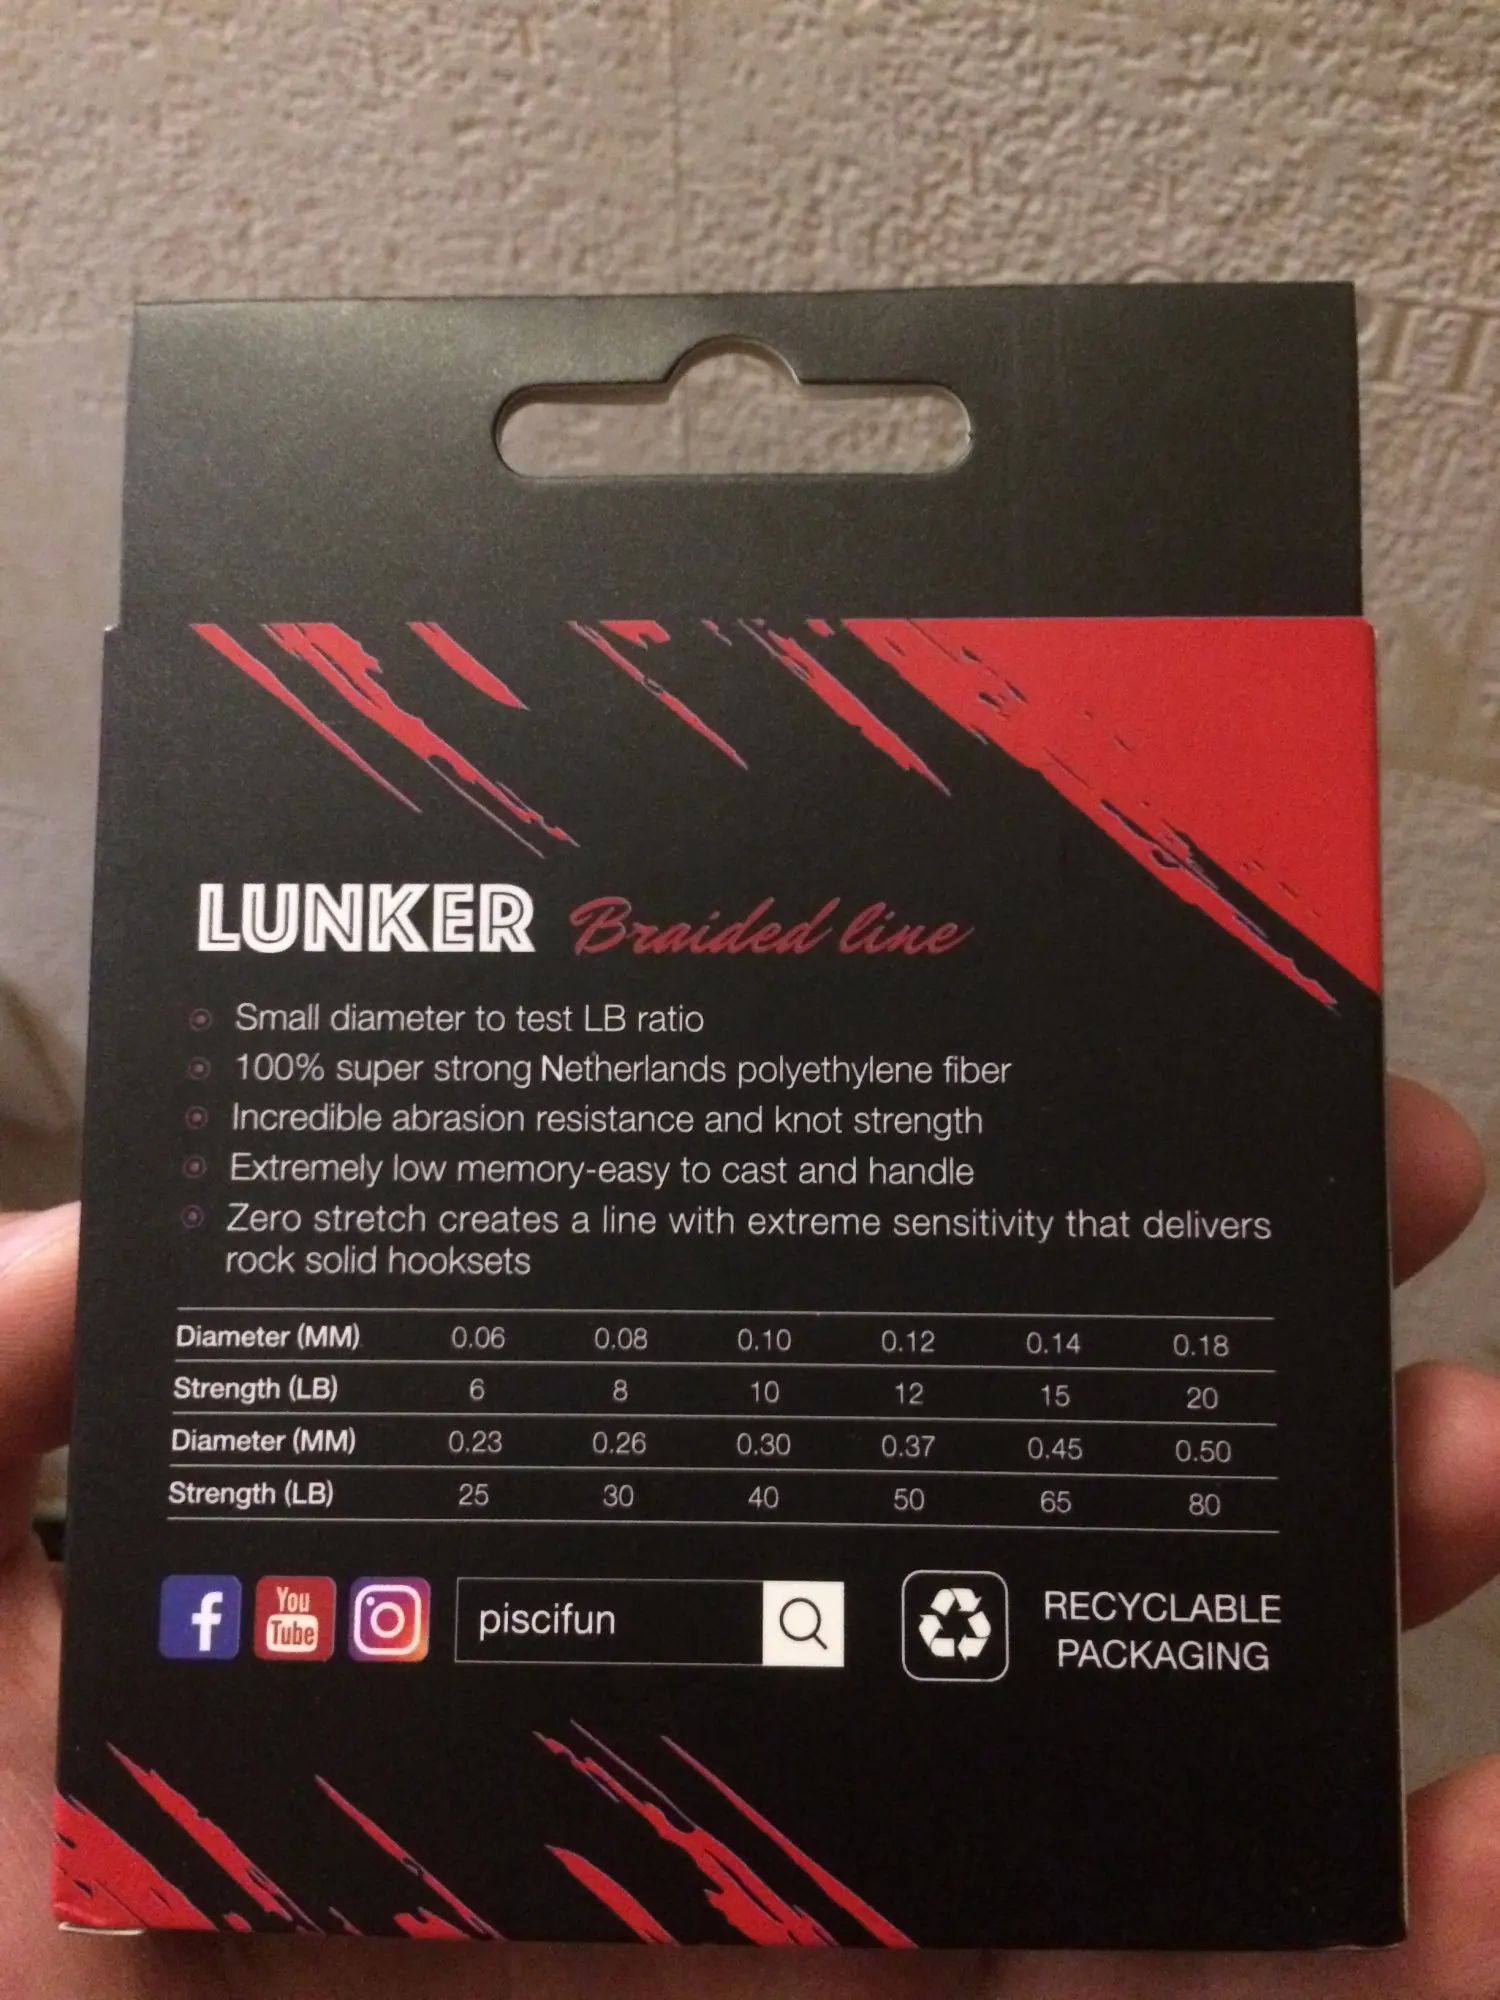 LUNKER Braided line
Small diameter to test LB ratio
100% super strong Netherlands polyethylene fiber
Incredible abrasion resistance and knot strength
Extremely low memory-easy to cast and handle
Zero stretch creates a line with extreme sensitivity that delivers
rock solid hooksets
Diameter (MM) 0.06 0.08 0.10 0.12 0.14 0.18
Strength (LB) 6 8 10 12 15 20
Diameter (MM) 0.23 0.26 0.30 0.37 0.45 0.50
Strength (LB) 25 30 40 50 65 80
f
You
Tube
piscifun
RECYCLABLE
PACKAGING